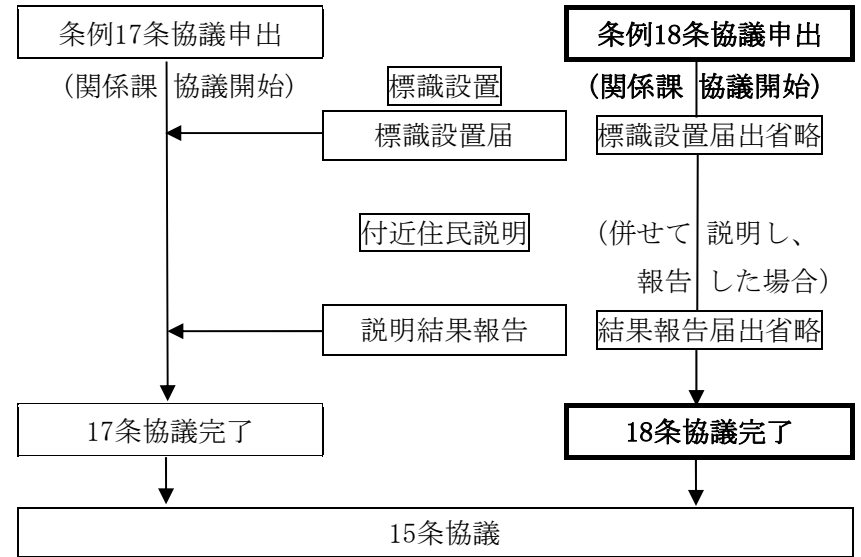 条例17条協議申出
条例18条協議申出
(関係課 協議開始)
標識設置
(関係課 協議開始)
標識設置届
標識設置届出省略
付近住民説明
(併せて 説明し、
報告 した場合)
説明結果報告
結果報告届出省略
17条協議完了
18条協議完了
15条協議